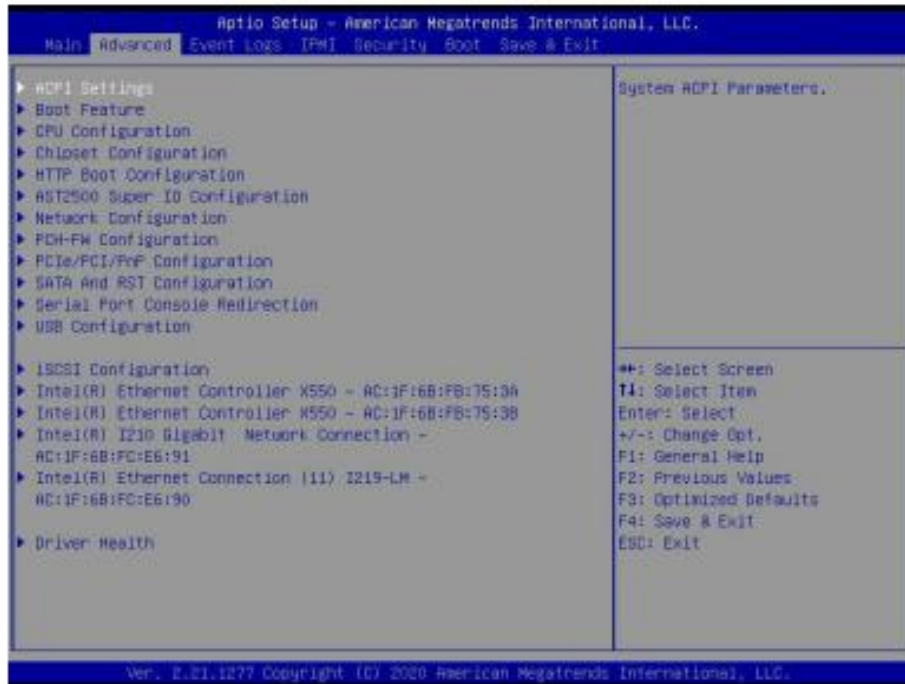 Aptio Setup - American Megatrends International, LLC.
Main Advanced Event Logs IPMI Security Boot Save & Exit
ACPI Settings
Boot Feature
CPU Configuration
Chipset Configuration
HTTP Boot Configuration
AST2500 Super IO Configuration
Network Configuration
PCH-FW Configuration
PCIe/PCI/PnP Configuration
SATA And RST Configuration
Serial Port Console Redirection
USB Configuration
iSCSI Configuration
Intel(R) Ethernet Controller X550 - AC:1F:6B:FB:75:3A
Intel(R) Ethernet Controller X550 - AC:1F:6B:FB:75:3B
Intel(R) I210 Gigabit  Network Connection -
AC:1F:6B:FC:E6:91
Intel(R) Ethernet Connection (11) I219-LM -
AC:1F:6B:FC:E6:90
Driver Health
System ACPI Parameters.
→←: Select Screen
↑↓: Select Item
Enter: Select
+/-: Change Opt.
F1: General Help
F2: Previous Values
F3: Optimized Defaults
F4: Save & Exit
ESC: Exit
Ver. 2.21.1277 Copyright (C) 2020 American Megatrends International, LLC.